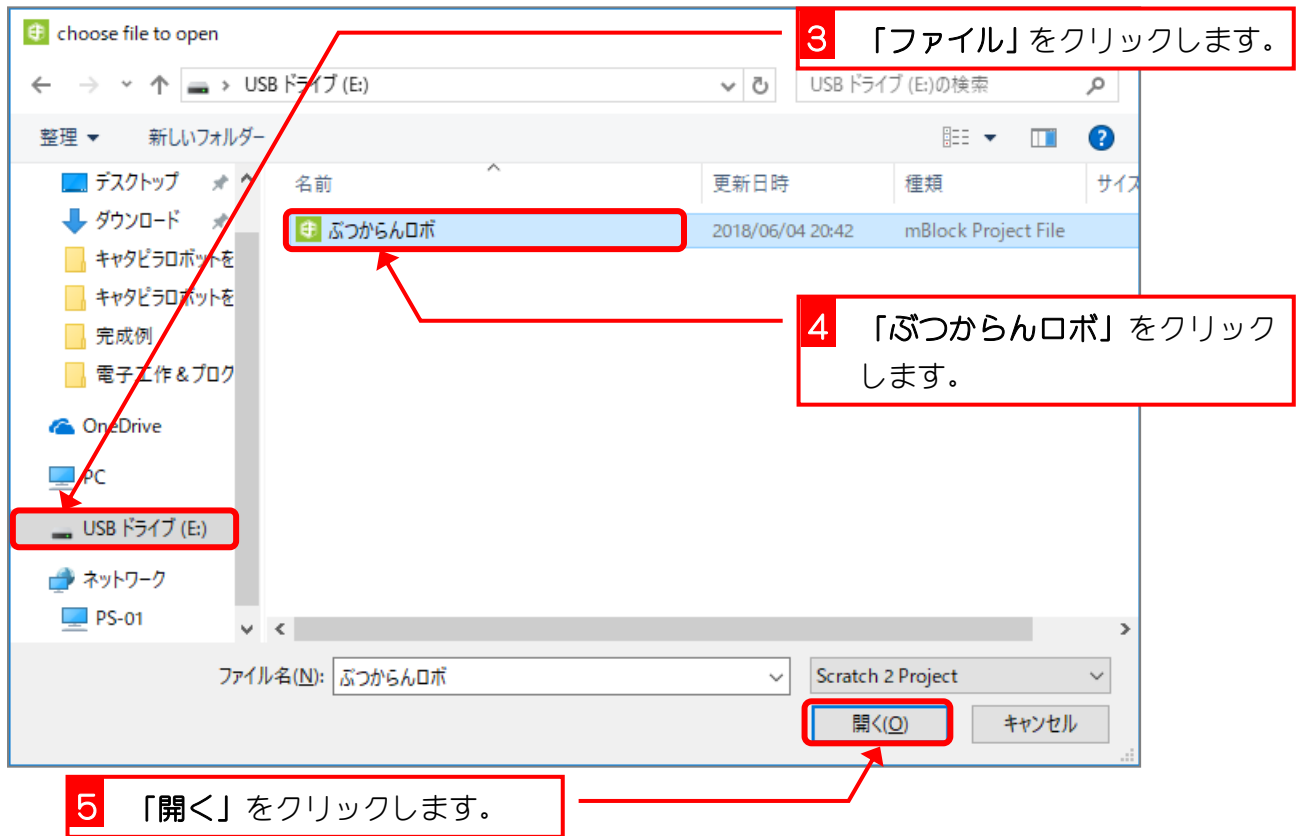 choose file to open
3 「ファイル」をクリックします。
USB ドライブ (E:)
USB ドライブ (E:)の検索
整理 新しいフォルダー
デスクトップ
名前 更新日時 種類 サイズ
ダウンロード
ぶつからんロボ 2018/06/04 20:42 mBlock Project File
キャタピラロボットを
キャタピラロボットを
完成例
電子工作&プログ
4 「ぶつからんロボ」をクリック
します。
OneDrive
PC
USB ドライブ (E:)
ネットワーク
PS-01
ファイル名(N): ぶつからんロボ Scratch 2 Project
開く(O) キャンセル
5 「開く」をクリックします。